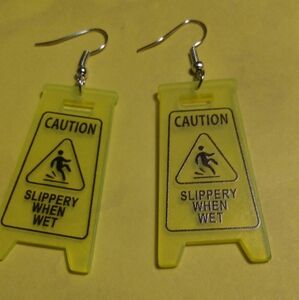 CAUTION
SLIPPERY
WHEN
WET
CAUTION
SLIPPERY
WHEN
WET